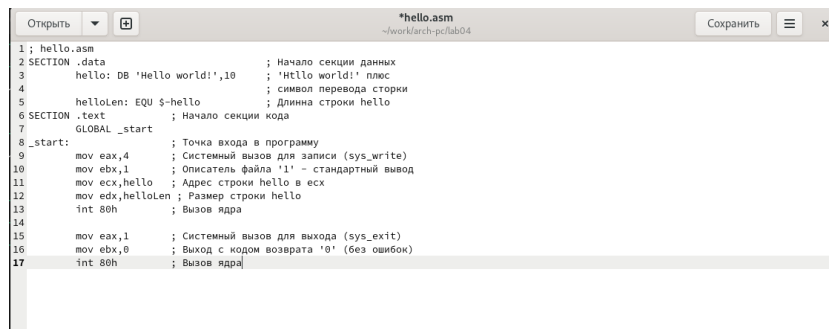 Открыть
*hello.asm
~/work/arch-pc/lab04
Сохранить
1 ; hello.asm
2 SECTION .data ; Начало секции данных
3 hello: DB 'Hello world!',10 ; 'Htllo world!' плюс
4 ; символ перевода сторки
5 helloLen: EQU $-hello ; Длинна строки hello
6 SECTION .text ; Начало секции кода
7 GLOBAL _start
8 _start: ; Точка входа в программу
9 mov eax,4 ; Системный вызов для записи (sys_write)
10 mov ebx,1 ; Описатель файла '1' - стандартный вывод
11 mov ecx,hello ; Адрес строки hello в ecx
12 mov edx,helloLen ; Размер строки hello
13 int 80h ; Вызов ядра
14
15 mov eax,1 ; Системный вызов для выхода (sys_exit)
16 mov ebx,0 ; Выход с кодом возврата '0' (без ошибок)
17 int 80h ; Вызов ядра